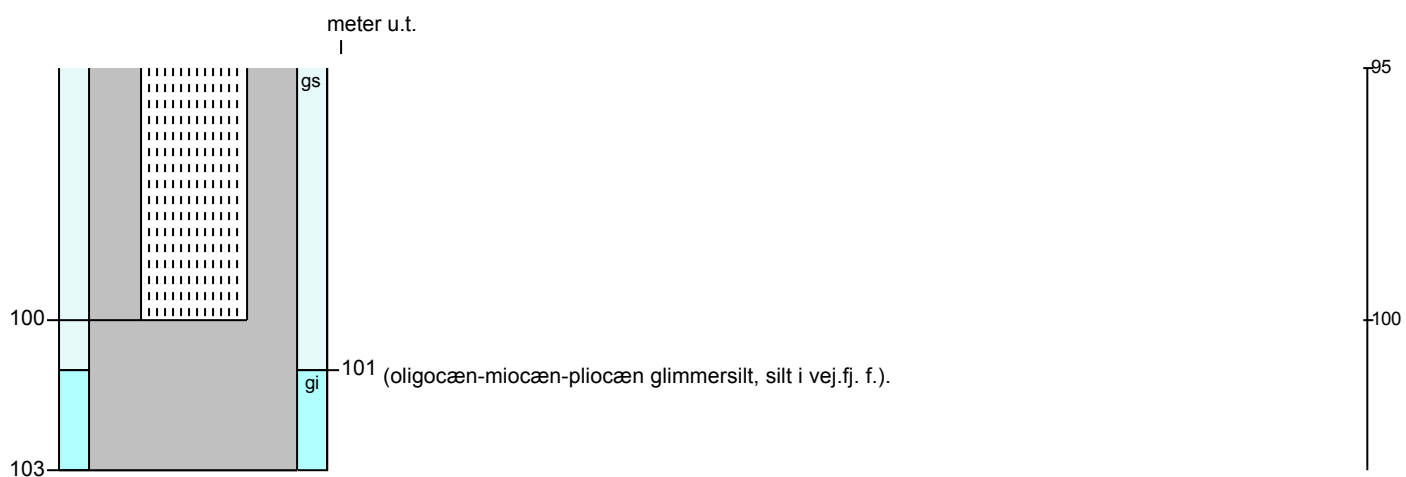 meter u.t.
gs
95
100
100
101 (oligocæn-miocæn-pliocæn glimmersilt, silt i vej.fj. f.).
gi
103